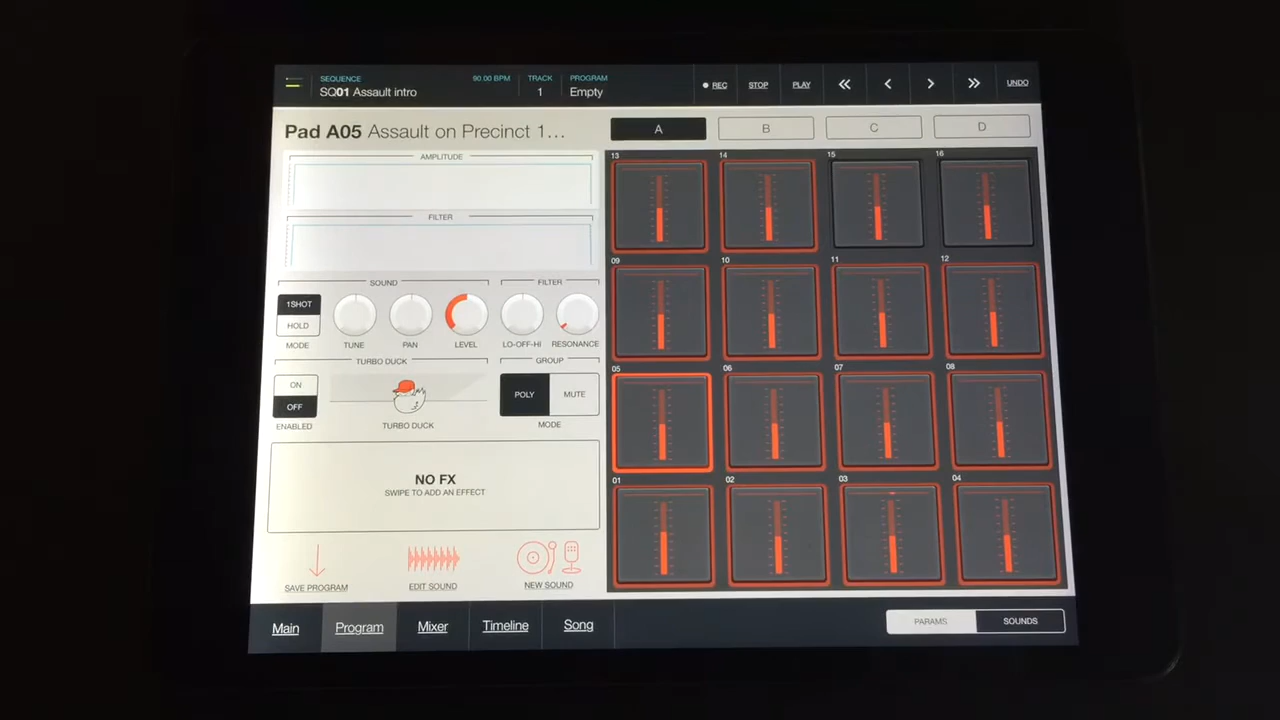 SEQUENCE 90.00 BPM TRACK PROGRAM
SQ01 Assault intro 1 Empty
REC STOP PLAY UNDO
Pad A05 Assault on Precinct 1...
A B C D
AMPLITUDE
FILTER
SOUND FILTER
1SHOT
HOLD
MODE TUNE PAN LEVEL LO-OFF-HI RESONANCE
TURBO DUCK GROUP
ON
OFF
POLY MUTE
ENABLED TURBO DUCK MODE
NO FX
SWIPE TO ADD AN EFFECT
SAVE PROGRAM EDIT SOUND NEW SOUND
13 14 15 16
09 10 11 12
05 06 07 08
01 02 03 04
Main Program Mixer Timeline Song
PARAMS SOUNDS